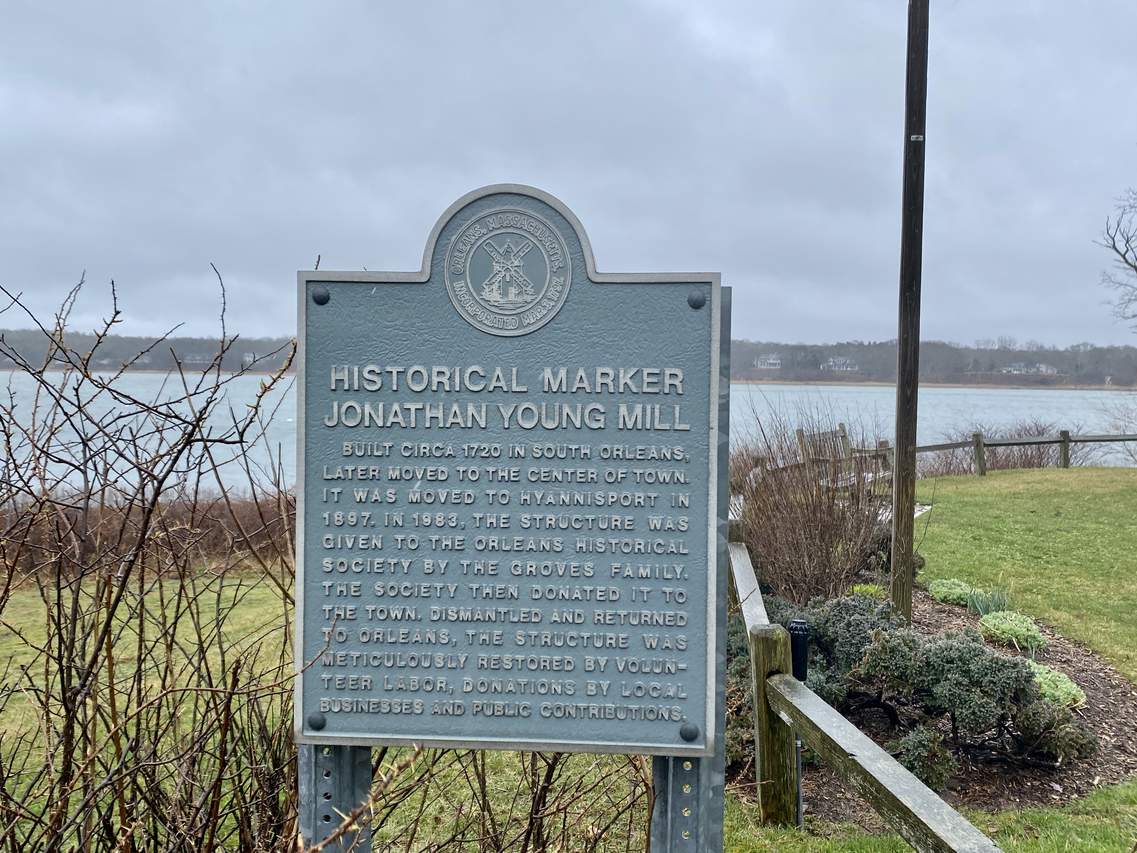 ORLEANS, MASSACHUSETTS,
INCORPORATED MAR.3.1797
HISTORICAL MARKER
JONATHAN YOUNG MILL
BUILT CIRCA 1720 IN SOUTH ORLEANS,
LATER MOVED TO THE CENTER OF TOWN.
IT WAS MOVED TO HYANNISPORT IN
1897. IN 1983, THE STRUCTURE WAS
GIVEN TO THE ORLEANS HISTORICAL
SOCIETY BY THE GROVES FAMILY.
THE SOCIETY THEN DONATED IT TO
THE TOWN. DISMANTLED AND RETURNED
TO ORLEANS, THE STRUCTURE WAS
METICULOUSLY RESTORED BY VOLUN-
TEER LABOR, DONATIONS BY LOCAL
BUSINESSES AND PUBLIC CONTRIBUTIONS.